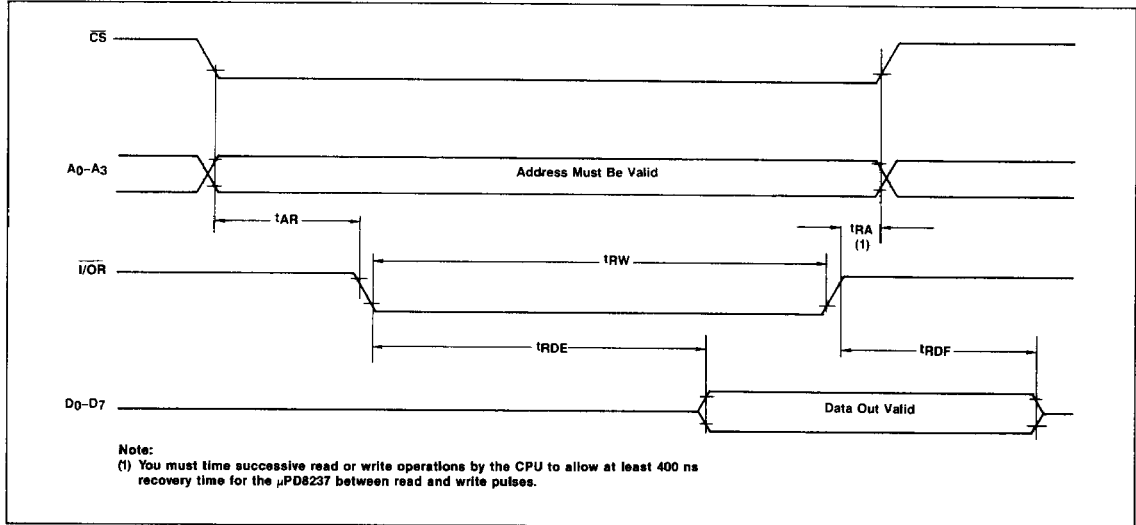 CS
A0–A3
Address Must Be Valid
tAR
tRA
(1)
I/OR
tRW
tRDE
tRDF
D0–D7
Data Out Valid
Note:
(1) You must time successive read or write operations by the CPU to allow at least 400 ns
recovery time for the μPD8237 between read and write pulses.